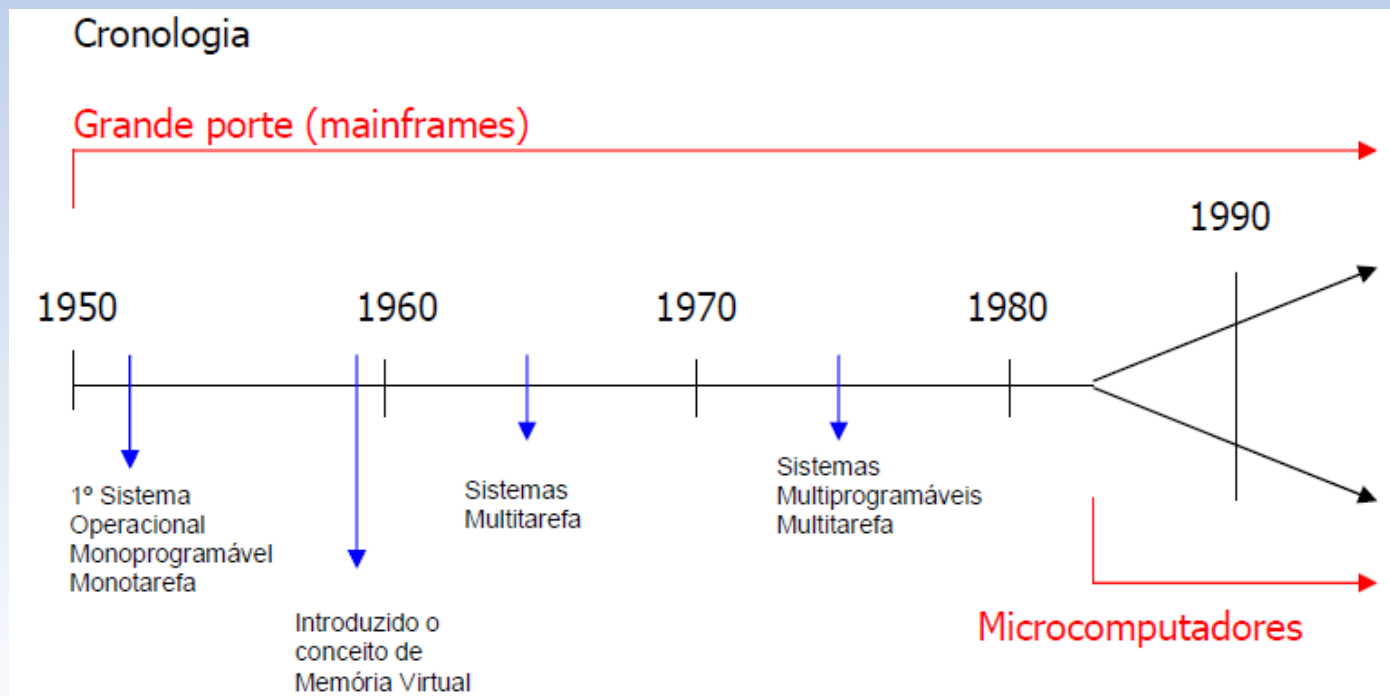 Cronologia
Grande porte (mainframes)
1990
1950
1960
1970
1980
1º Sistema
Operacional
Monoprogramável
Monotarefa
Introduzido o
conceito de
Memória Virtual
Sistemas
Multitarefa
Sistemas
Multiprogramáveis
Multitarefa
Microcomputadores